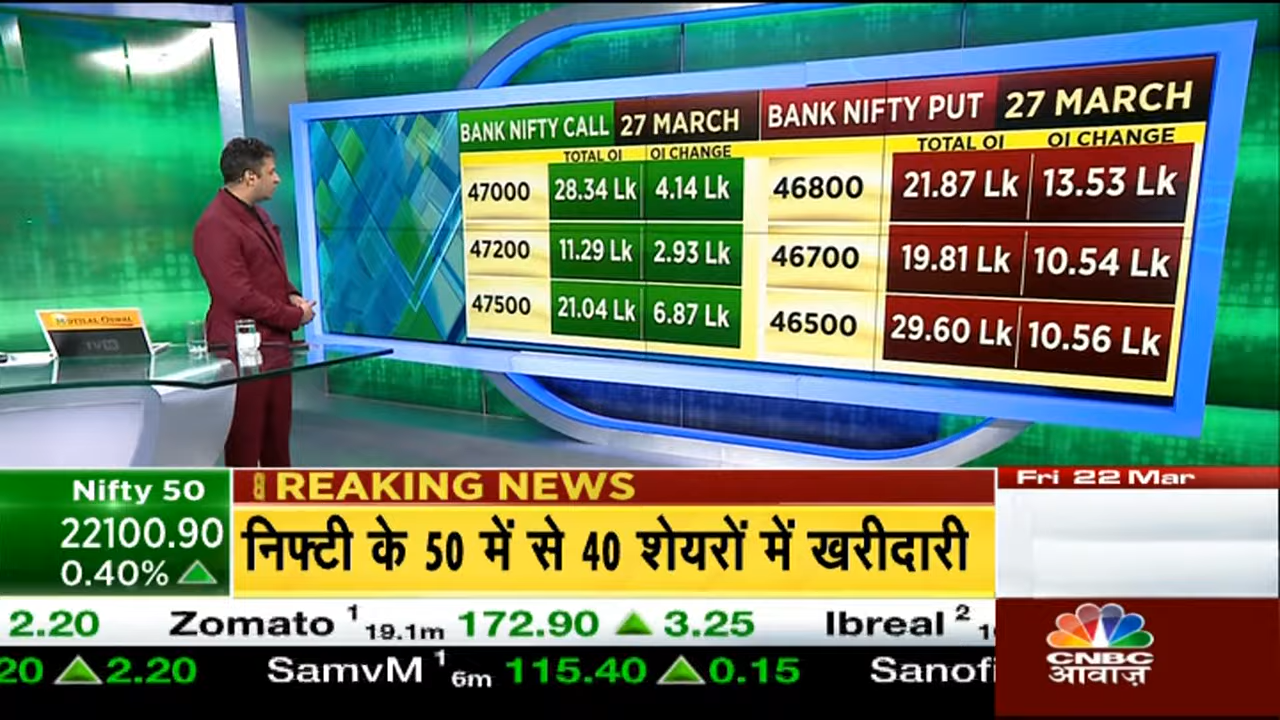 BANK NIFTY CALL 27 MARCH
TOTAL OI OI CHANGE
47000 28.34 Lk 4.14 Lk
47200 11.29 Lk 2.93 Lk
47500 21.04 Lk 6.87 Lk
BANK NIFTY PUT 27 MARCH
TOTAL OI OI CHANGE
46800 21.87 Lk 13.53 Lk
46700 19.81 Lk 10.54 Lk
46500 29.60 Lk 10.56 Lk
MOTILAL OSWAL
Nifty 50
22100.90
0.40%
REAKING NEWS
निफ्टी के 50 में से 40 शेयरों में खरीदारी
Fri 22 Mar
2.20 Zomato 1 19.1m 172.90 3.25 Ibreal 2
20 2.20 SamvM 1 6m 115.40 0.15 Sanofi
CNBC
आवाज़